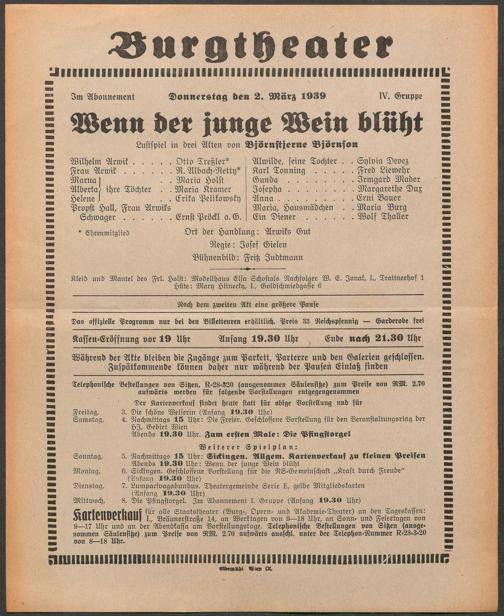 Burgtheater
Im Abonnement Donnerstag den 2. März 1939 IV. Gruppe
Wenn der junge Wein blüht
Lustspiel in drei Akten von Björnstjerne Björnson
Wilhelm Arwik . . . . . Otto Treßler*
Frau Arwik . . . . . R. Albach-Retty*
Marna } . . . Maria Holst
Alberta } ihre Töchter . . Maria Kramer
Helene } . . . Erika Pelikowsky
Propst Hall, Frau Arwiks
Schwager . . . . . . Ernst Pröckl a. G.
Alwilde, seine Tochter . . Sylvia Devez
Karl Tonning . . . . . Fred Liewehr
Gunda . . . . . . . Irmgard Mader
Josepha . . . . . . Margarethe Dux
Anna . . . . . . . Erni Bauer
Maria, Hausmädchen . . Maria Burg
Ein Diener . . . . . . Wolf Thaller
* Ehrenmitglied
Ort der Handlung: Arwiks Gut
Regie: Josef Gielen
Bühnenbild: Fritz Judtmann
Kleid und Mantel des Frl. Holst: Modellhaus Elsa Schostals Nachfolger W. E. Jonak, I., Trattnerhof 1
Hüte: Mary Hlinecky, I., Goldschmiedgasse 6
Nach dem zweiten Akt eine größere Pause
Das offizielle Programm nur bei den Billetteuren erhältlich. Preis 33 Reichspfennig — Garderobe frei
Kassen-Eröffnung vor 19 Uhr Anfang 19.30 Uhr Ende nach 21.30 Uhr
Während der Akte bleiben die Zugänge zum Parkett, Parterre und den Galerien geschlossen.
Zuspätkommende können daher nur während der Pausen Einlaß finden
Telephonische Bestellungen von Sitzen, R-28-320 (ausgenommen Säulensitze) zum Preise von RM. 2.70
aufwärts werden für folgende Vorstellungen entgegengenommen
Der Kartenverkauf findet heute statt für obige Vorstellung und für
Freitag, 3. Die schöne Welserin (Anfang 19.30 Uhr)
Samstag, 4. Nachmittags 15 Uhr: Die Freier. Geschlossene Vorstellung für den Veranstaltungsring der
HJ. Gebiet Wien
Abends 19.30 Uhr. Zum ersten Male: Die Pfingstorgel
Weiterer Spielplan:
Sonntag, 5. Nachmittags 15 Uhr: Sickingen. Allgem. Kartenverkauf zu kleinen Preisen
Abends 19.30 Uhr: Wenn der junge Wein blüht
Montag, 6. Sickingen. Geschlossene Vorstellung für die NS-Gemeinschaft „Kraft durch Freude"
(Anfang 19.30 Uhr)
Dienstag, 7. Lumpacivagabundus. Theatergemeinde Serie E, gelbe Mitgliedskarten
(Anfang 19.30 Uhr)
Mittwoch, 8. Die Pfingstorgel. Im Abonnement I. Gruppe (Anfang 19.30 Uhr)
Kartenverkauf für alle Staatstheater (Burg-, Opern- und Akademie-Theater) an den Tageskassen:
I., Bräunerstraße 14, an Werktagen von 9—18 Uhr, an Sonn- und Feiertagen von
9—17 Uhr und an der Abendkassa am Vorstellungstage. Telephonische Bestellungen von Sitzen (ausge-
nommen Säulensitze) zum Preise von RM. 2.70 aufwärts auschl. unter der Telephon-Nummer R-28-3-20
von 8—18 Uhr.
Elbemühl Wien IX.